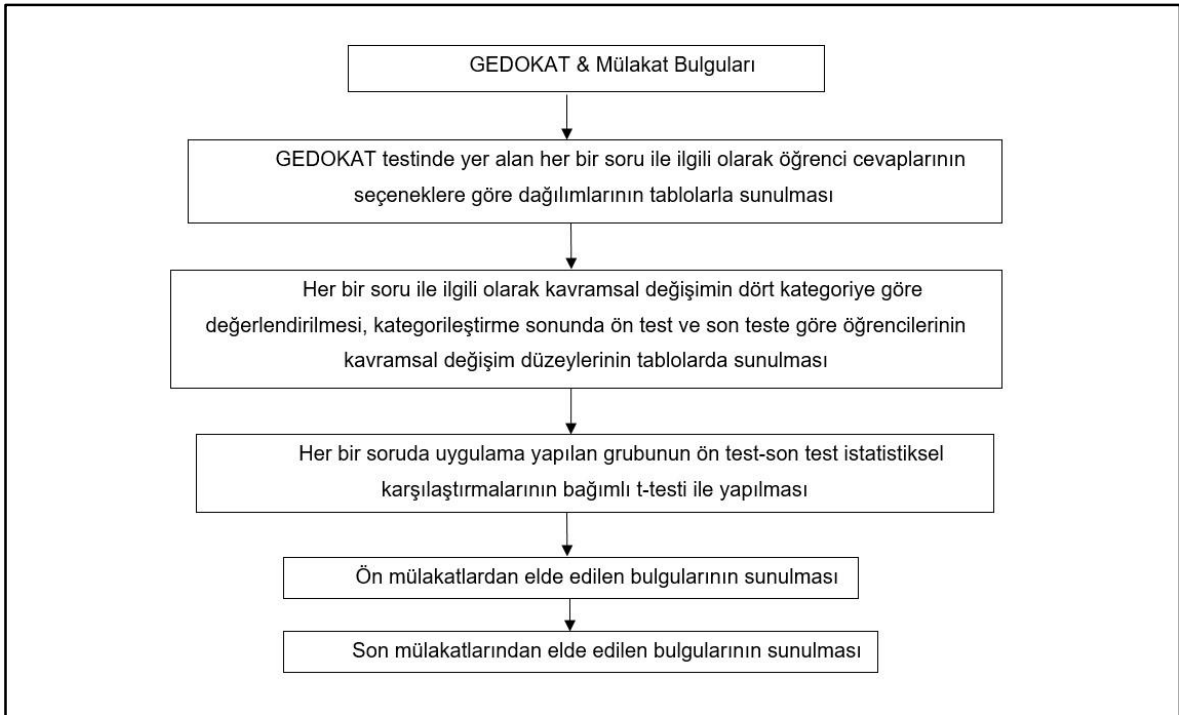 GEDOKAT & Mülakat Bulguları
GEDOKAT testinde yer alan her bir soru ile ilgili olarak öğrenci cevaplarının
seçeneklere göre dağılımlarının tablolarla sunulması
Her bir soru ile ilgili olarak kavramsal değişimin dört kategoriye göre
değerlendirilmesi, kategorileştirme sonunda ön test ve son teste göre öğrencilerinin
kavramsal değişim düzeylerinin tablolarda sunulması
Her bir soruda uygulama yapılan grubunun ön test-son test istatistiksel
karşılaştırmalarının bağımlı t-testi ile yapılması
Ön mülakatlardan elde edilen bulgularının sunulması
Son mülakatlarından elde edilen bulgularının sunulması